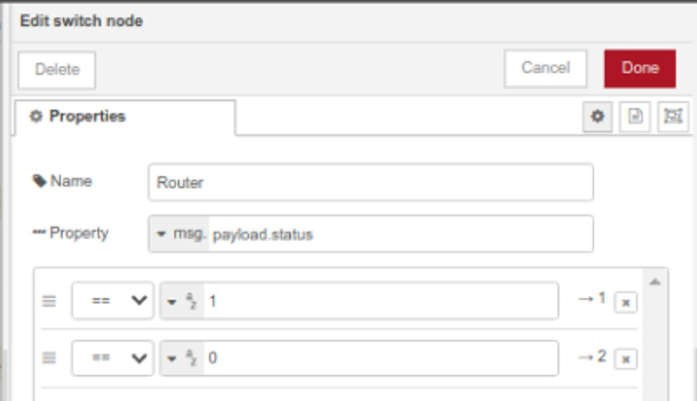 Edit switch node
Delete Cancel Done
Properties
Name Router
Property msg. payload.status
== a z 1 → 1 x
== a z 0 → 2 x